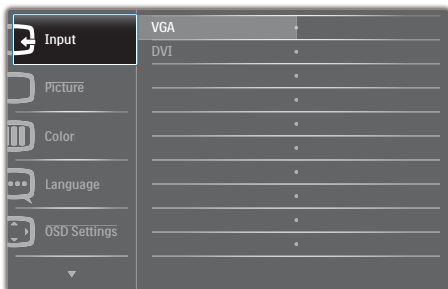 Input
VGA
DVI
Picture
Color
Language
OSD Settings